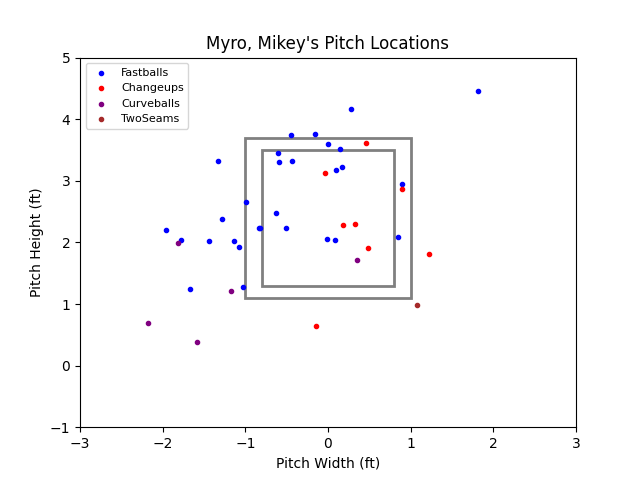 Myro, Mikey's Pitch Locations
Fastballs
Changeups
Curveballs
TwoSeams
Pitch Height (ft)
5
4
3
2
1
0
−1
−3
−2
−1
0
1
2
3
Pitch Width (ft)